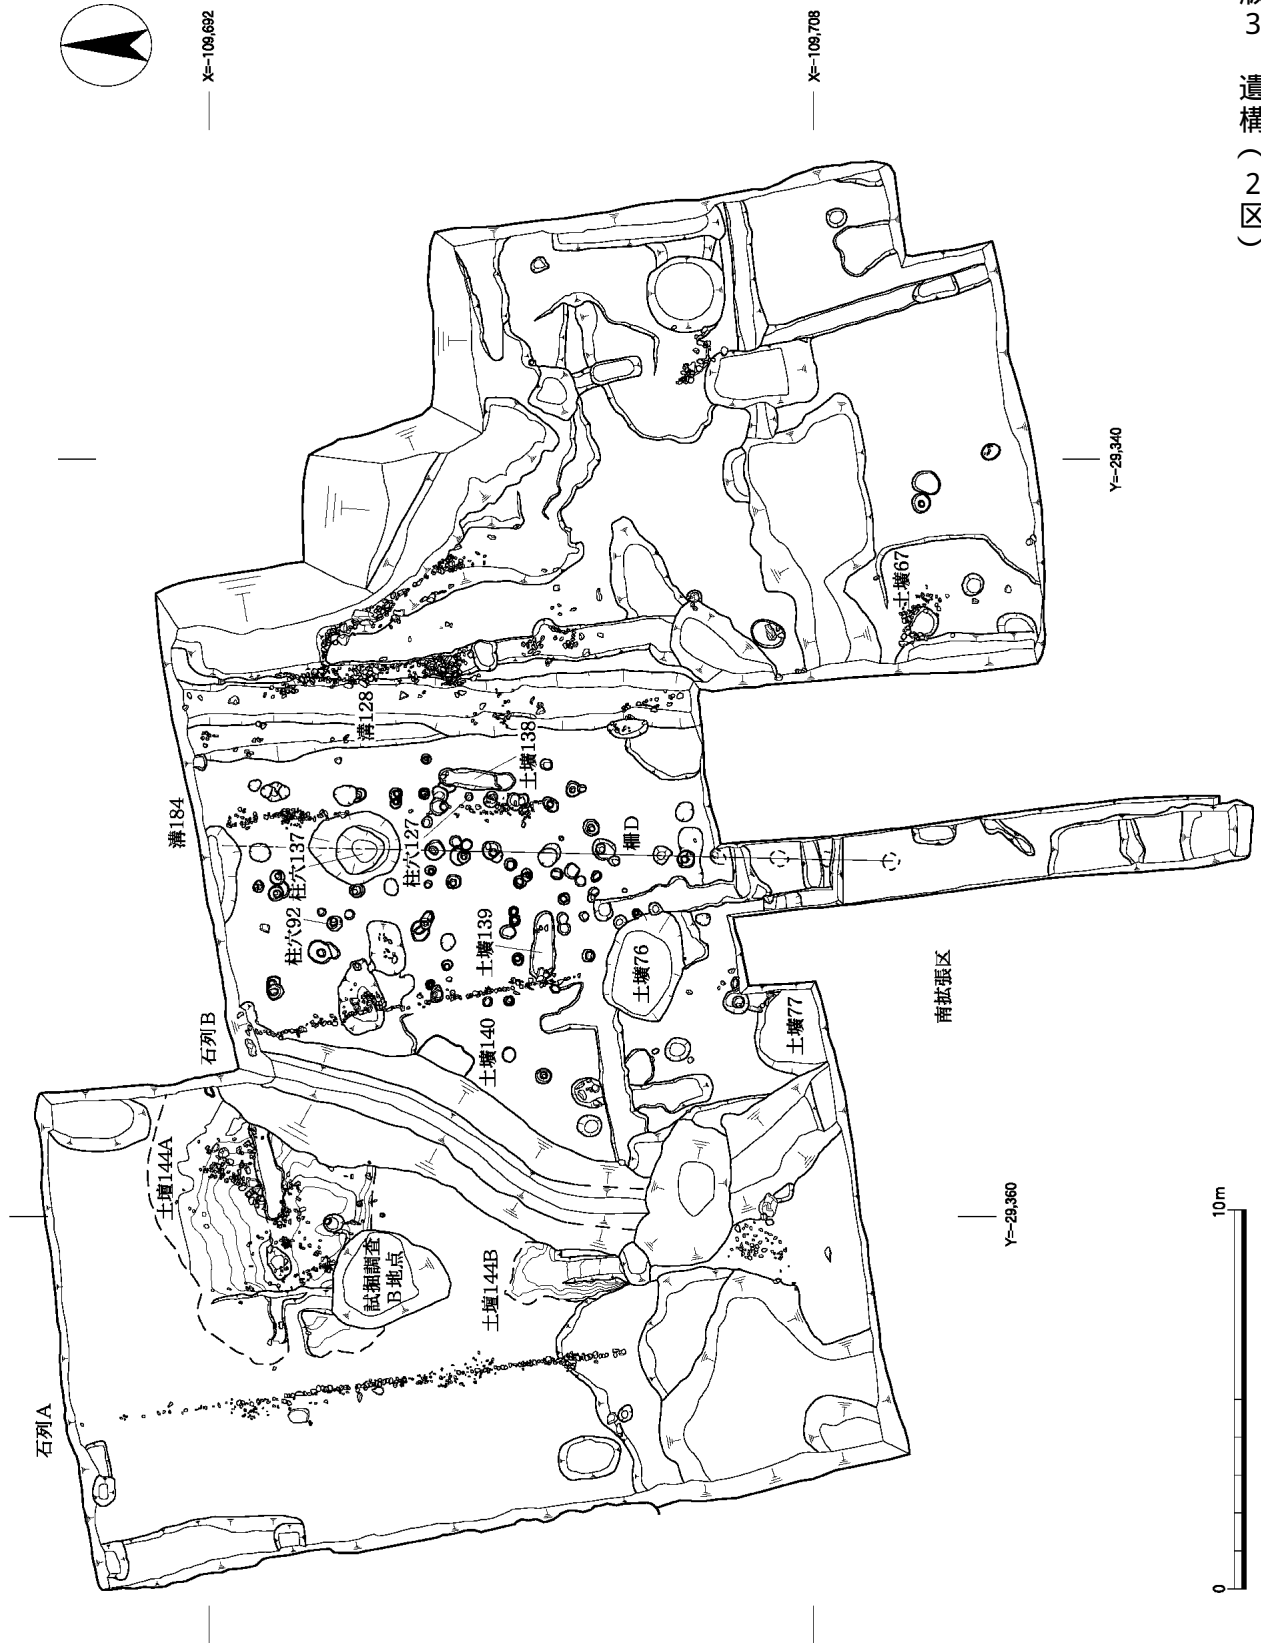 3 遺構(2区)
X=-109,692
X=-109,708
Y=-29,340
Y=-29,360
溝184
溝128
土壙138
柱穴137
柱穴127
柵D
柱穴92
土壙139
土壙76
土壙67
石列B
土壙140
土壙77
南拡張区
土壇144A
試掘調査
B地点
土壇144B
石列A
0
10m